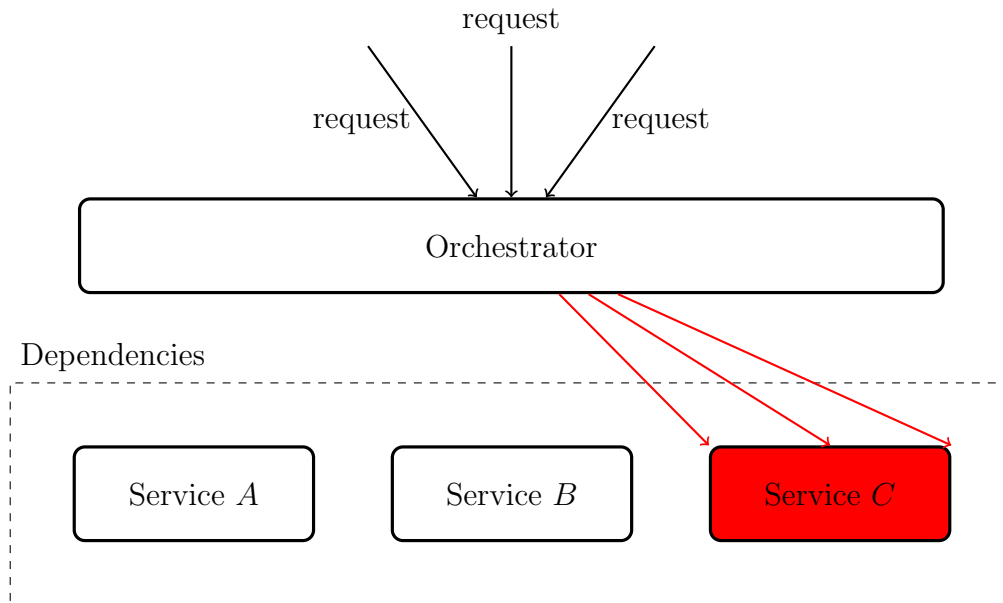 request
request
request
Orchestrator
Dependencies
Service A
Service B
Service C